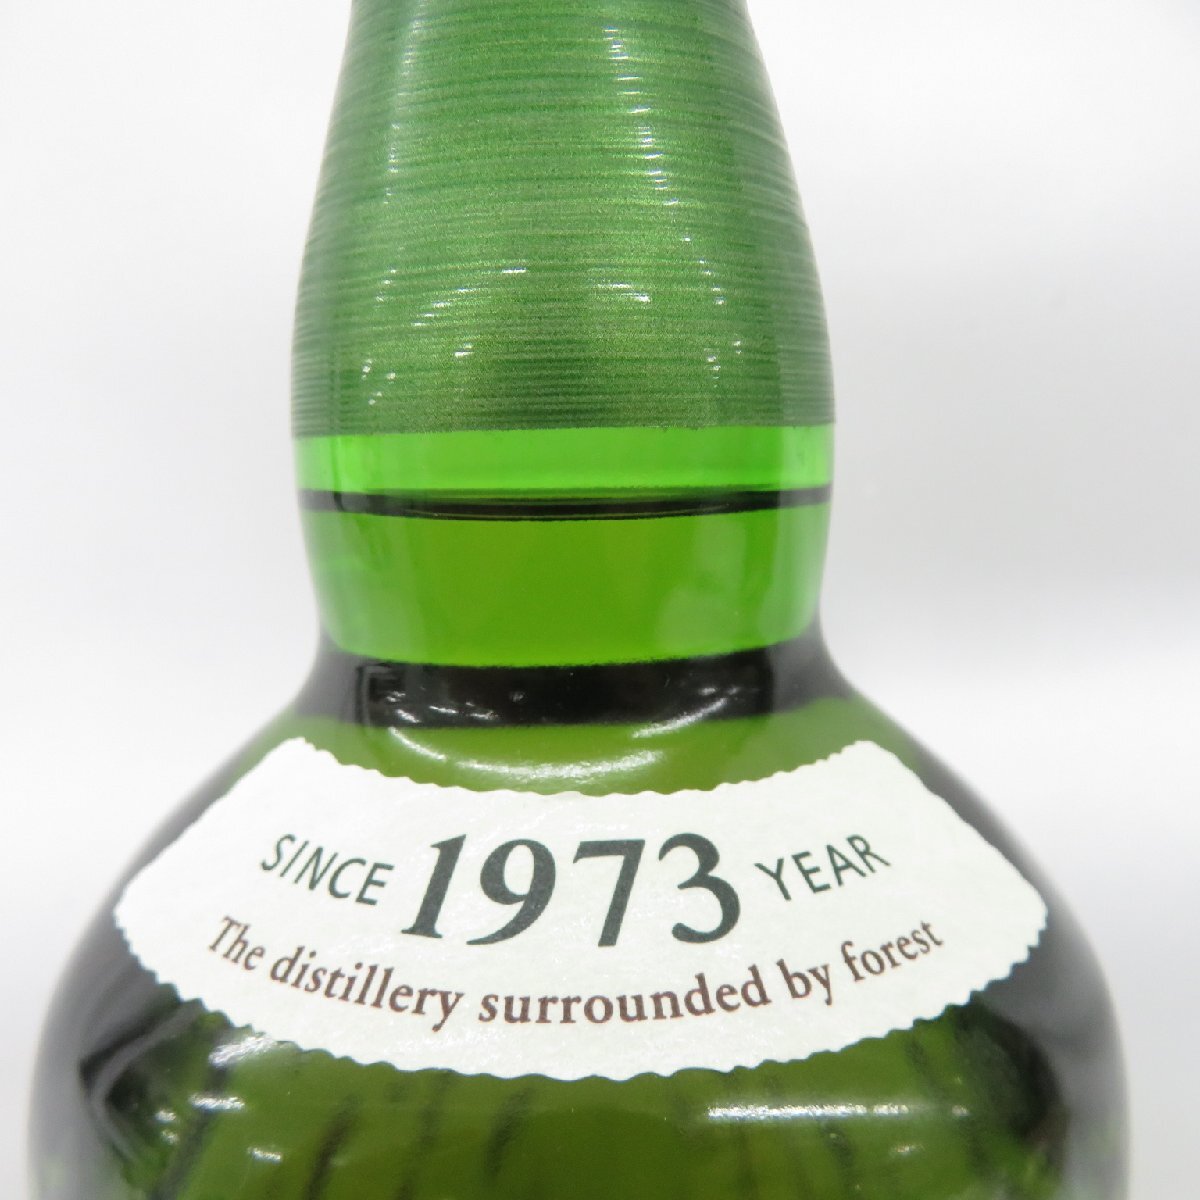 SINCE 1973 YEAR
The distillery surrounded by forest